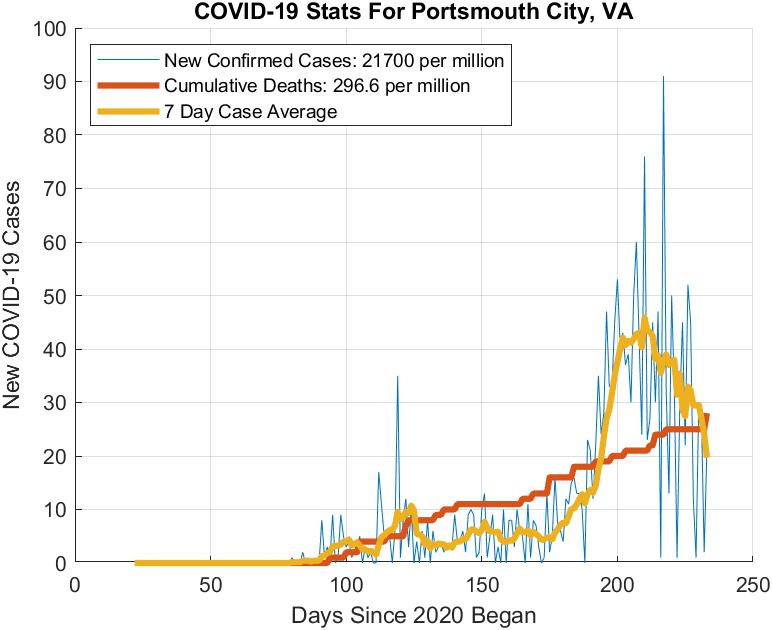 COVID-19 Stats For Portsmouth City, VA
New Confirmed Cases: 21700 per million
Cumulative Deaths: 296.6 per million
7 Day Case Average
New COVID-19 Cases
100
90
80
70
60
50
40
30
20
10
0
0 50 100 150 200 250
Days Since 2020 Began